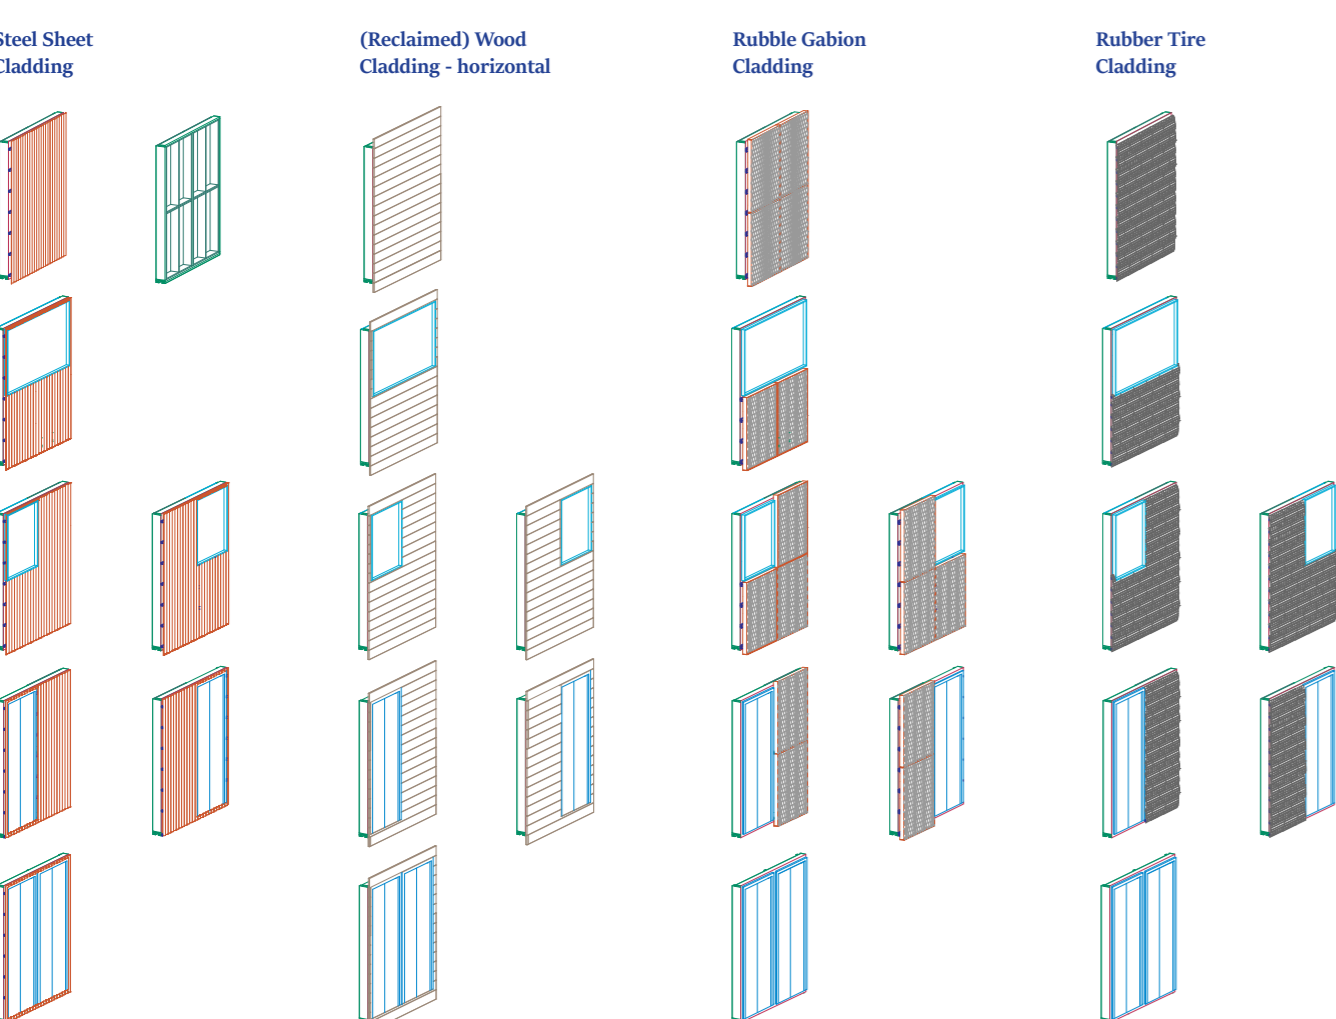 Steel Sheet
Cladding
(Reclaimed) Wood
Cladding - horizontal
Rubble Gabion
Cladding
Rubber Tire
Cladding